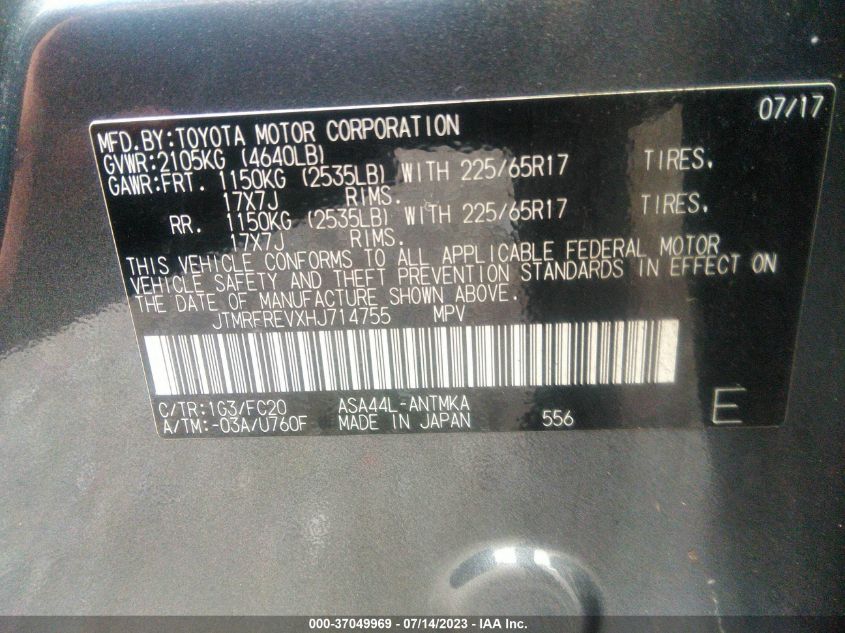 07/17
MFD.BY:TOYOTA MOTOR CORPORATION
GVWR:2105KG (4640LB)
GAWR:FRT. 1150KG (2535LB) WITH 225/65R17 TIRES,
17X7J RIMS.
RR. 1150KG (2535LB) WITH 225/65R17 TIRES,
17X7J RIMS.
THIS VEHICLE CONFORMS TO ALL APPLICABLE FEDERAL MOTOR
VEHICLE SAFETY AND THEFT PREVENTION STANDARDS IN EFFECT ON
THE DATE OF MANUFACTURE SHOWN ABOVE.
JTMRFREVXHJ714755 MPV
C/TR:1G3/FC20 ASA44L-ANTMKA
A/TM:-03A/U760F MADE IN JAPAN 556 E
000-37049969 - 07/14/2023 - IAA Inc.